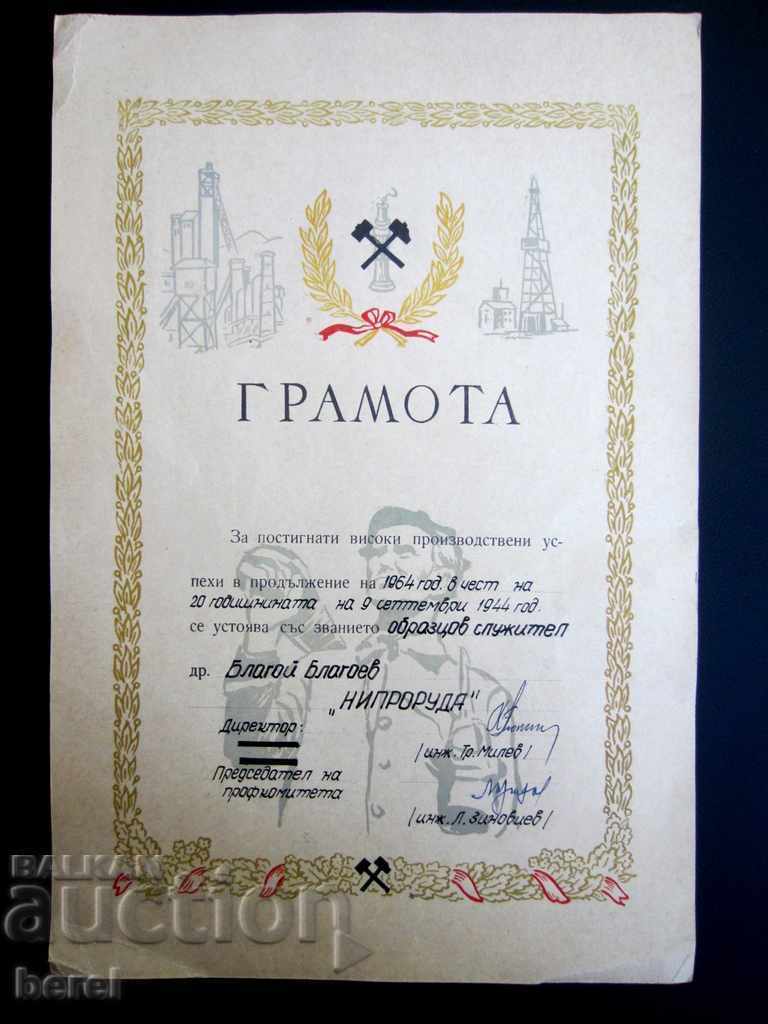 ГРАМОТА
За постигнати високи производствени ус-
пехи в продължение на 1964 год. в чест на
20 годишнината на 9 септември 1944 год.
се устоява със званието образцов служител
др. Благой Благоев
„НИПРОРУДА"
Директор:
/инж. Тр. Милев/
Председател на
профкомитета
/инж. Л. Зиновиев/
BALKAN
auction
berel